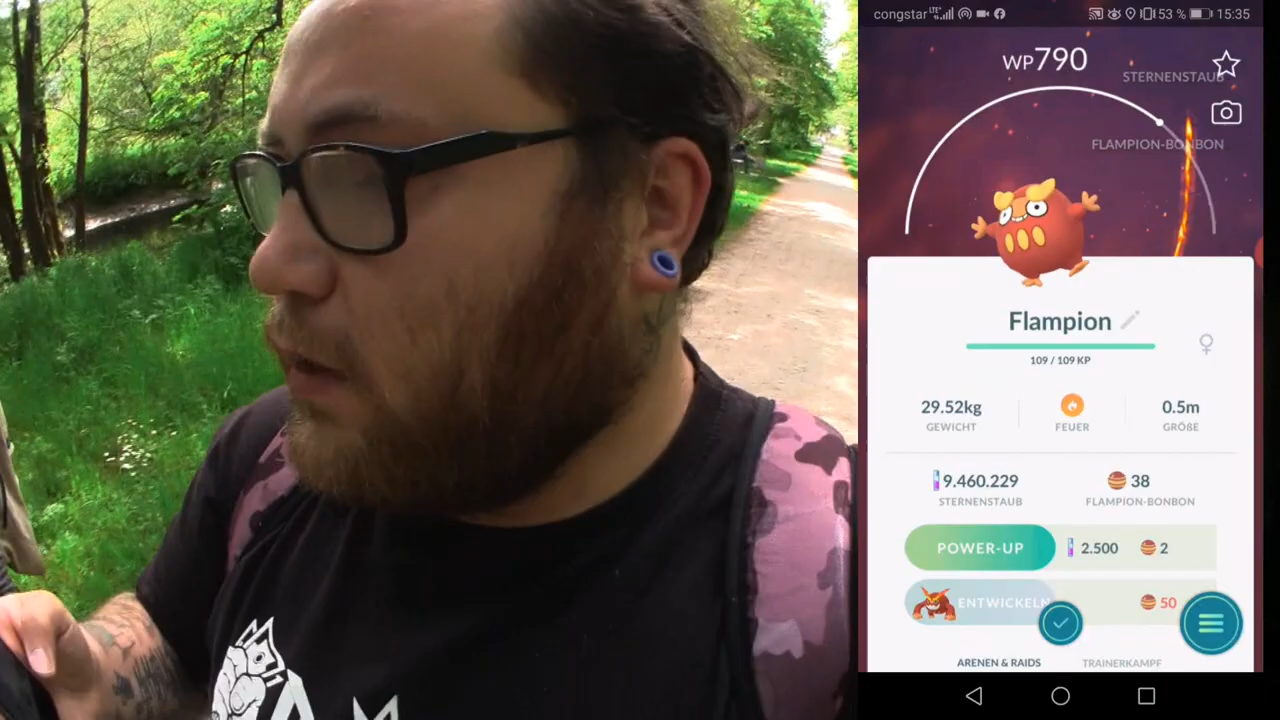 congstar LTE 53 % 15:35
WP790
STERNENSTAUB
FLAMPION-BONBON
Flampion
109 / 109 KP
29.52kg
GEWICHT
FEUER
0.5m
GRÖßE
9.460.229
STERNENSTAUB
38
FLAMPION-BONBON
POWER-UP 2.500 2
ENTWICKELN 50
ARENEN & RAIDS TRAINERKAMPF